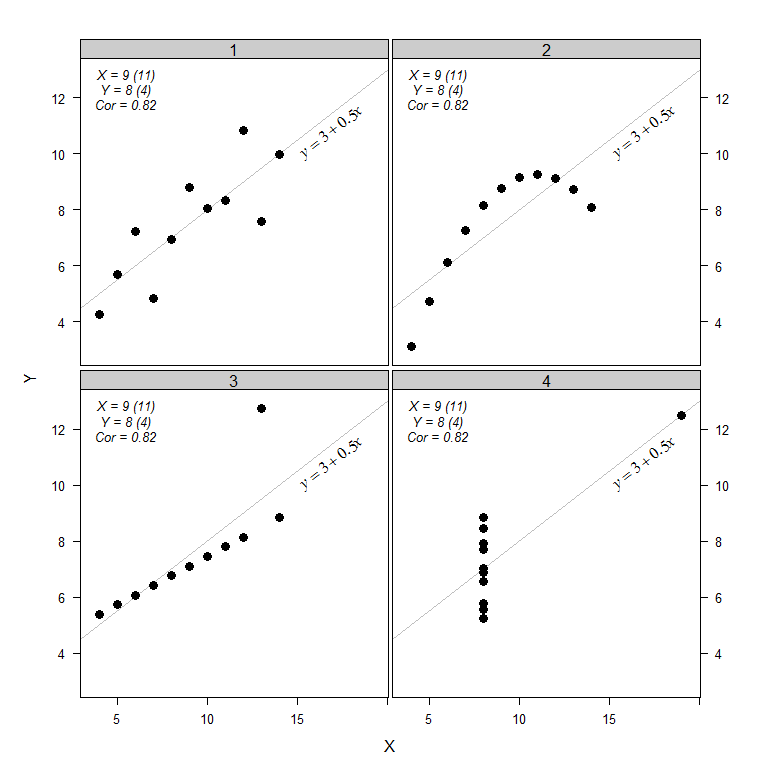 1
2
X = 9 (11)
Y = 8 (4)
Cor = 0.82
X = 9 (11)
Y = 8 (4)
Cor = 0.82
y = 3 + 0.5x
y = 3 + 0.5x
12
10
8
6
4
12
10
8
6
4
Y
3
4
X = 9 (11)
Y = 8 (4)
Cor = 0.82
X = 9 (11)
Y = 8 (4)
Cor = 0.82
y = 3 + 0.5x
y = 3 + 0.5x
12
10
8
6
4
12
10
8
6
4
5 10 15
5 10 15
X